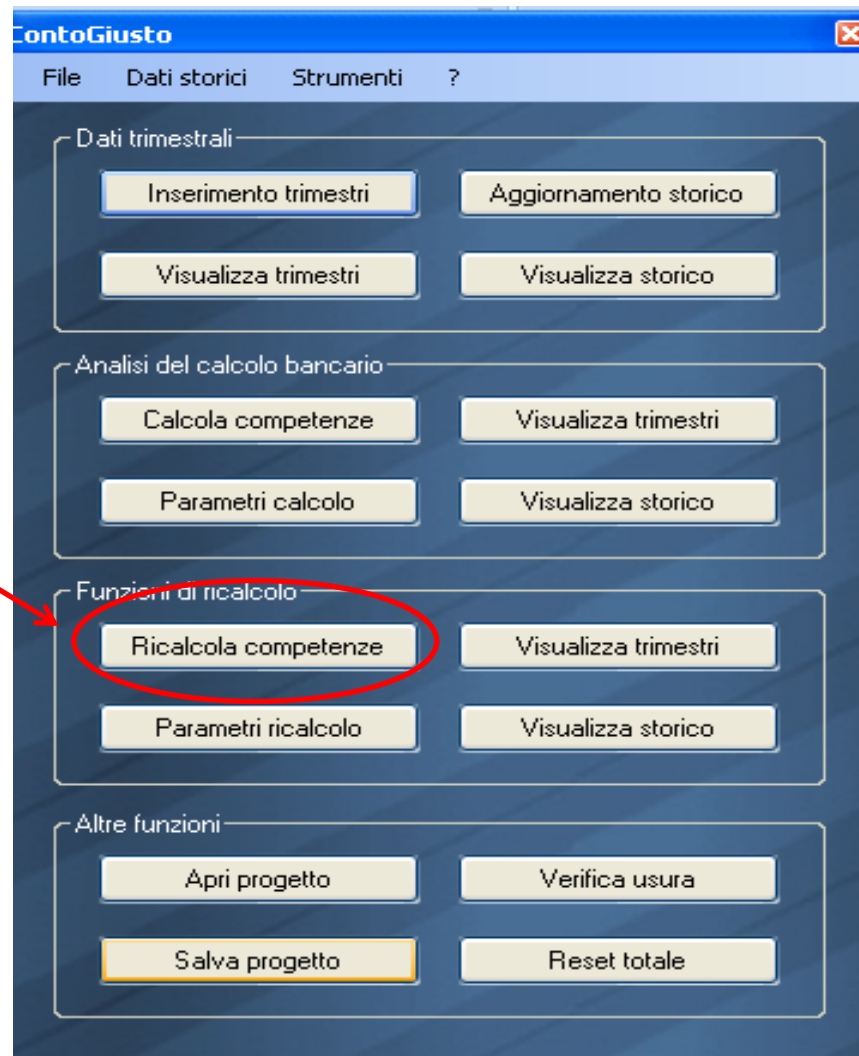 ContoGiusto
File Dati storici Strumenti ?
Dati trimestrali
Inserimento trimestri Aggiornamento storico
Visualizza trimestri Visualizza storico
Analisi del calcolo bancario
Calcola competenze Visualizza trimestri
Parametri calcolo Visualizza storico
Funzioni di ricalcolo
Ricalcola competenze Visualizza trimestri
Parametri ricalcolo Visualizza storico
Altre funzioni
Apri progetto Verifica usura
Salva progetto Reset totale